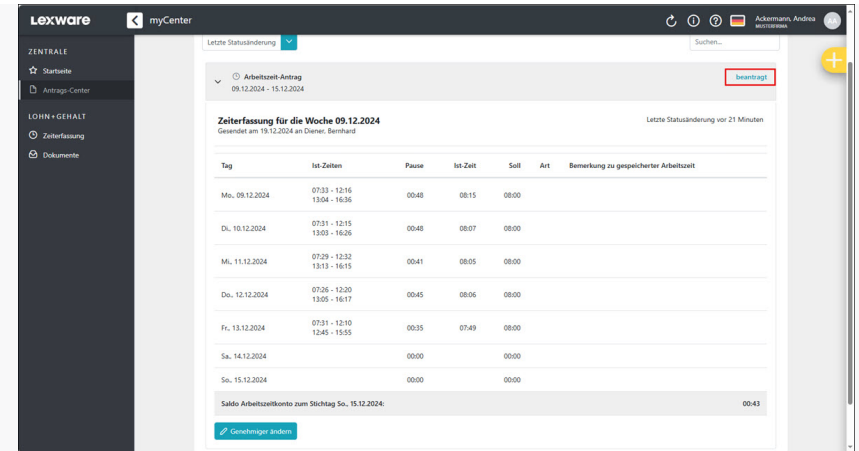 Lexware
myCenter
Ackermann, Andrea
MUSTERFIRMA
AA
ZENTRALE
Startseite
Antrags-Center
LOHN+GEHALT
Zeiterfassung
Dokumente
Letzte Statusänderung
Suchen...
Arbeitszeit-Antrag
09.12.2024 - 15.12.2024
beantragt
Zeiterfassung für die Woche 09.12.2024
Gesendet am 19.12.2024 an Diener, Bernhard
Letzte Statusänderung vor 21 Minuten
Tag Ist-Zeiten Pause Ist-Zeit Soll Art Bemerkung zu gespeicherter Arbeitszeit
Mo., 09.12.2024 07:33 - 12:16 00:48 08:15 08:00
13:04 - 16:36
Di., 10.12.2024 07:31 - 12:15 00:48 08:07 08:00
13:03 - 16:26
Mi., 11.12.2024 07:29 - 12:32 00:41 08:05 08:00
13:13 - 16:15
Do., 12.12.2024 07:26 - 12:20 00:45 08:06 08:00
13:05 - 16:17
Fr., 13.12.2024 07:31 - 12:10 00:35 07:49 08:00
12:45 - 15:55
Sa., 14.12.2024 00:00 00:00
So., 15.12.2024 00:00 00:00
Saldo Arbeitszeitkonto zum Stichtag So., 15.12.2024: 00:43
Genehmiger ändern